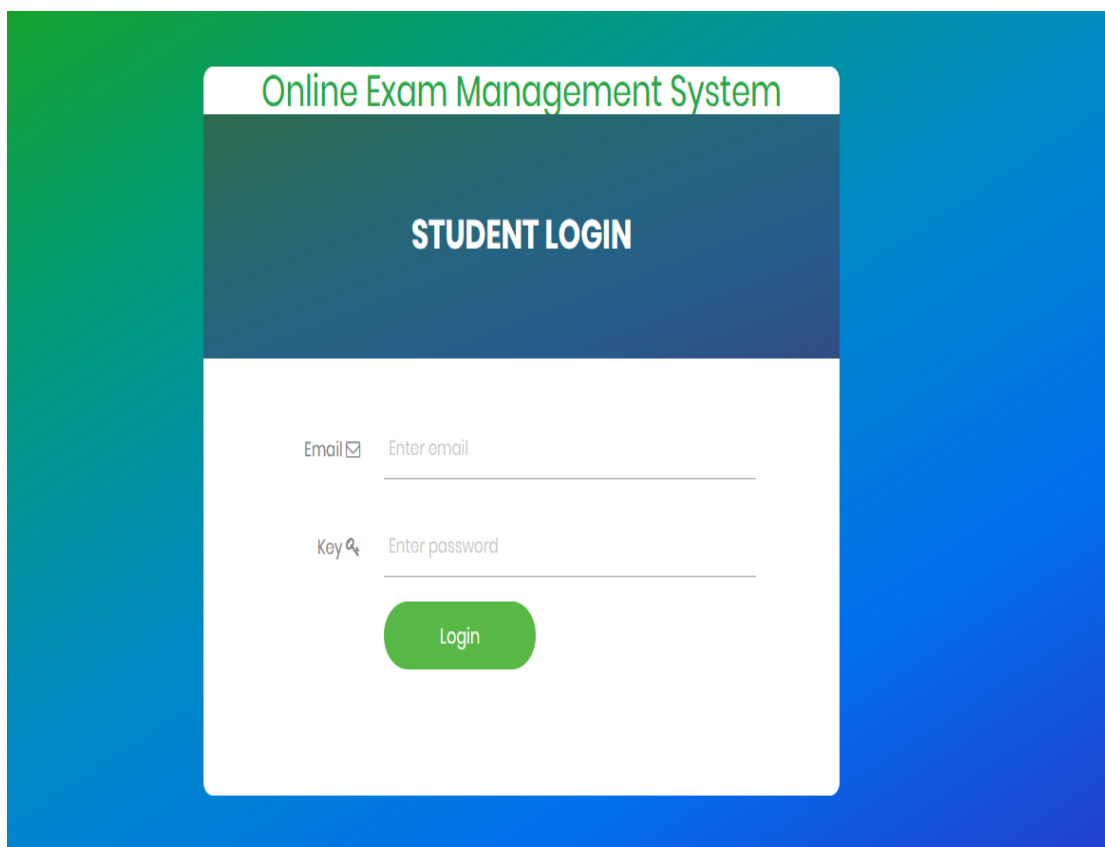 Online Exam Management System
STUDENT LOGIN
Email Enter email
Key Enter password
Login